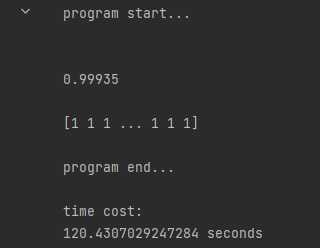 program start...
0.99935
[1 1 1 ... 1 1 1]
program end...
time cost:
120.4307029247284 seconds